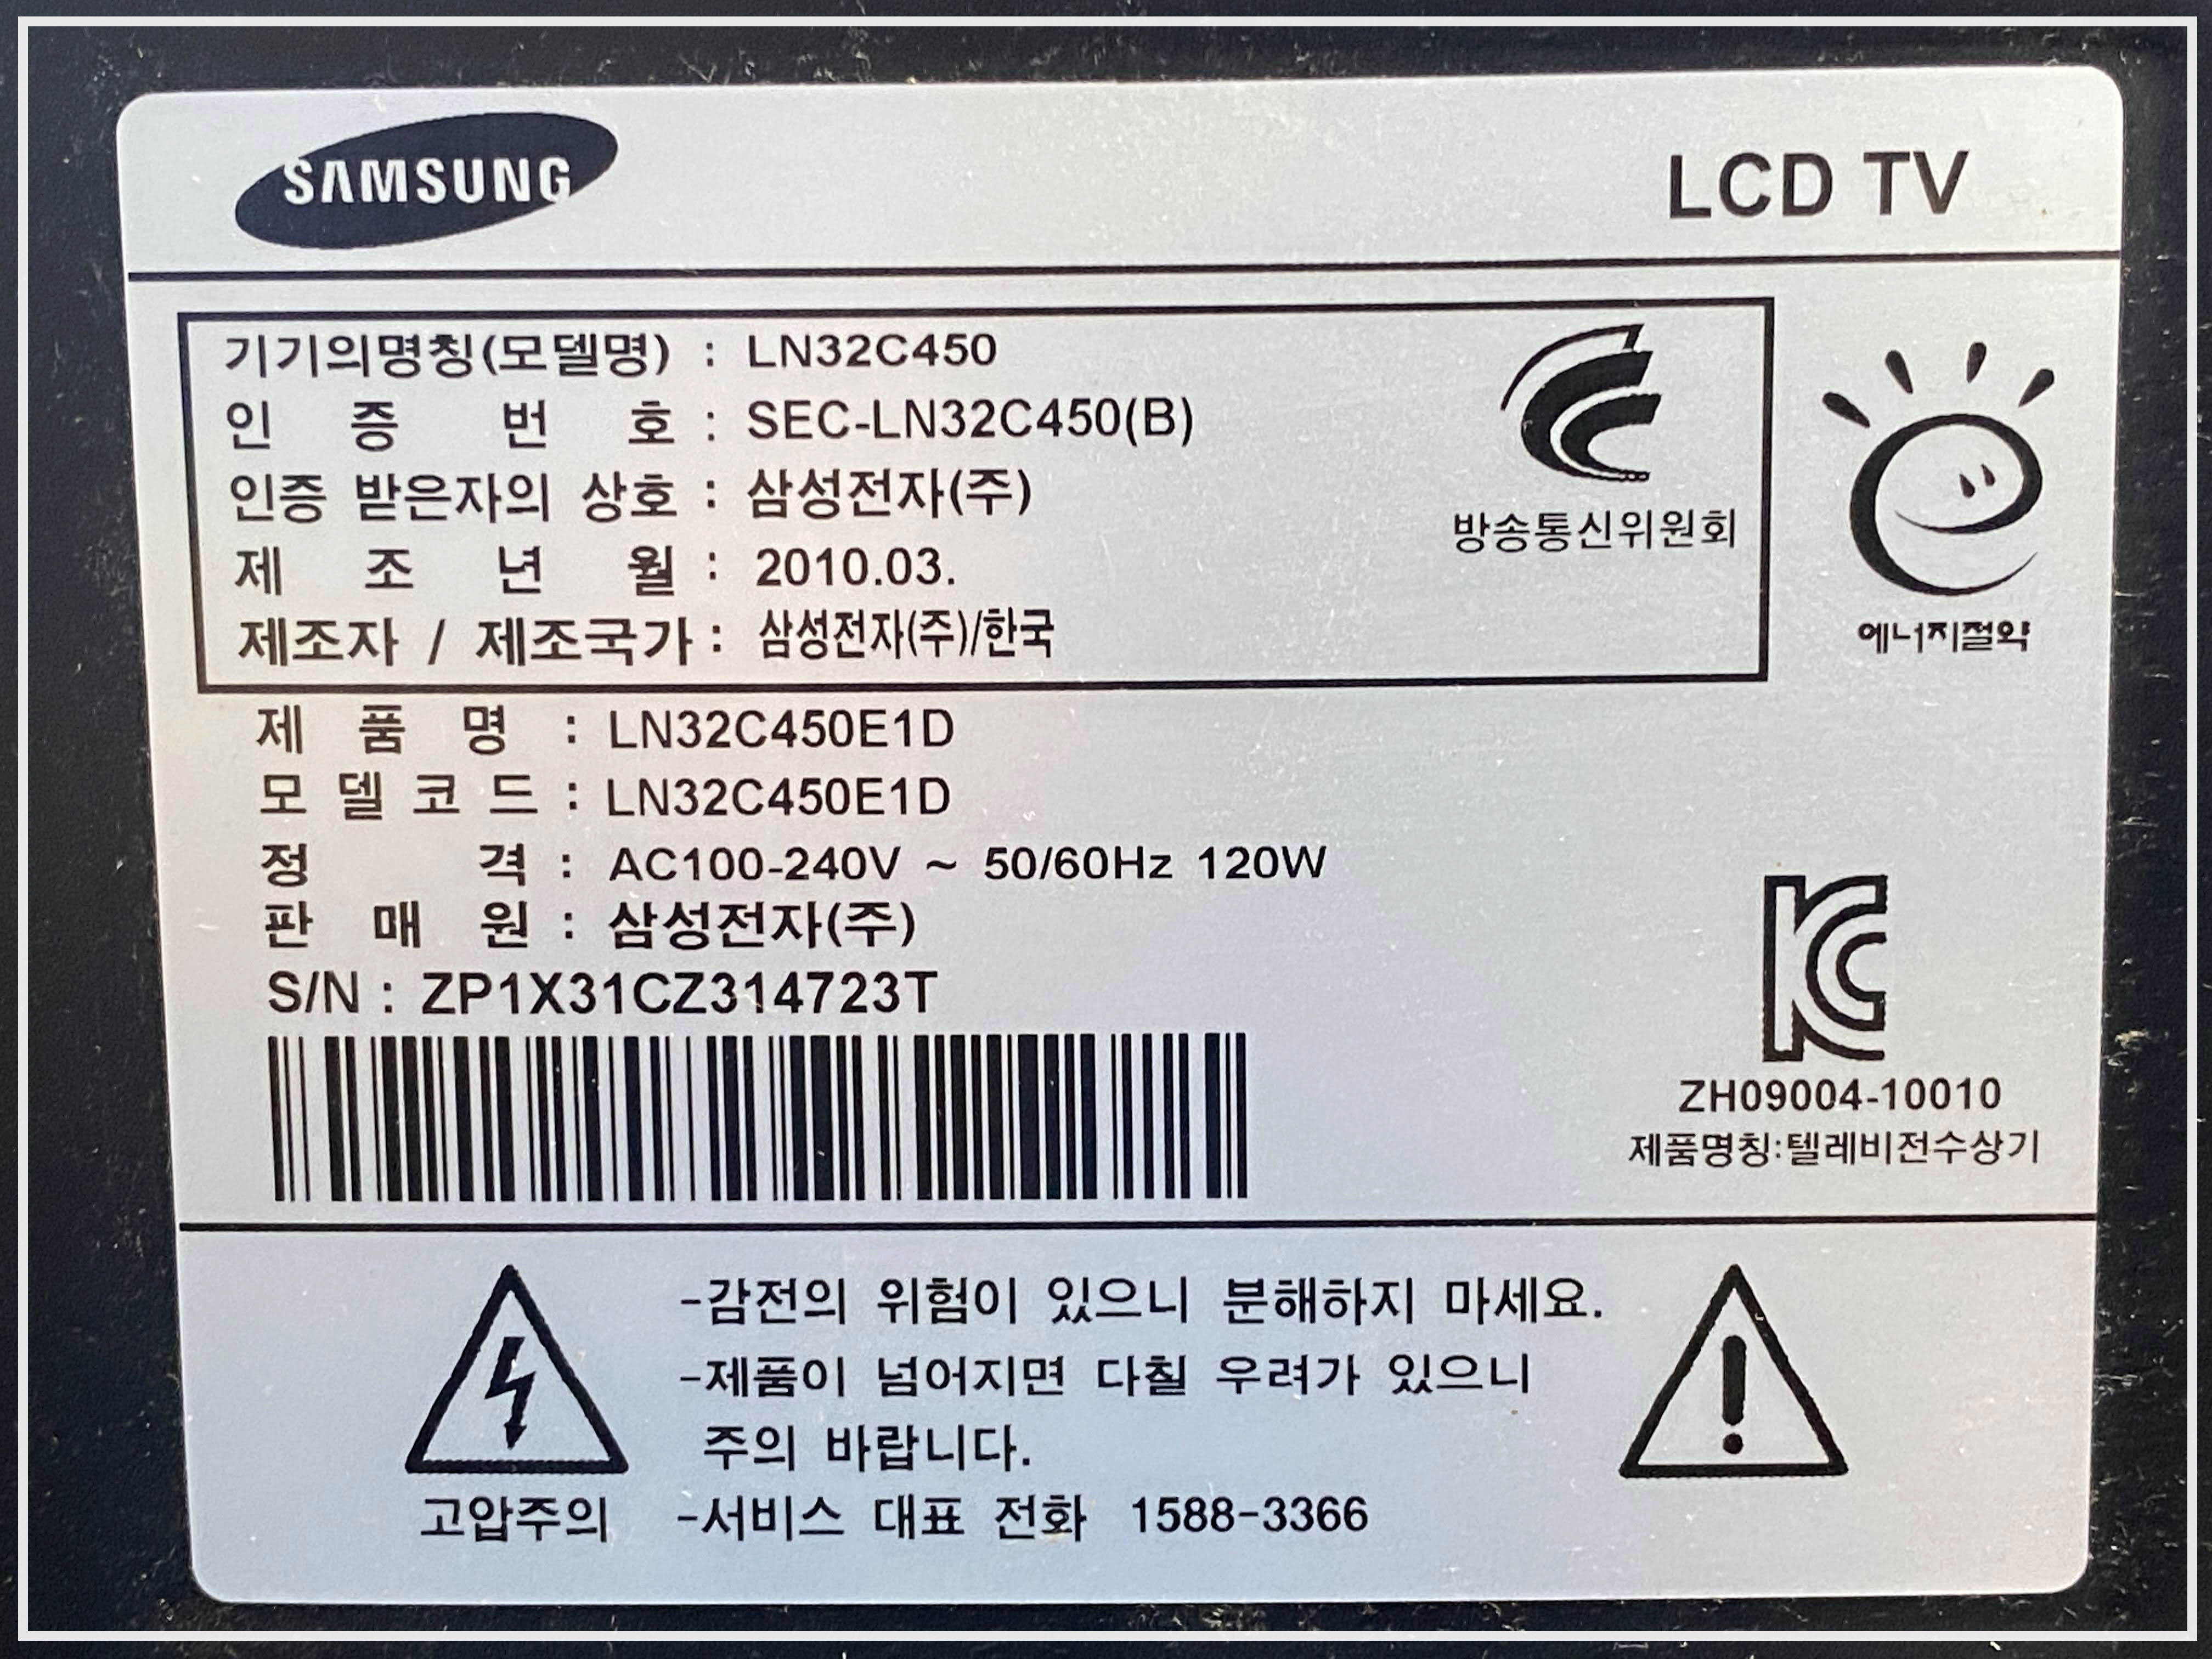 SAMSUNG
LCD TV
기기의명칭(모델명) : LN32C450
인 증 번 호 : SEC-LN32C450(B)
인증 받은자의 상호 : 삼성전자(주)
제 조 년 월 : 2010.03.
제조자 / 제조국가 : 삼성전자(주)/한국
방송통신위원회
에너지절약
제 품 명 : LN32C450E1D
모 델 코 드 : LN32C450E1D
정 격 : AC100-240V ~ 50/60Hz 120W
판 매 원 : 삼성전자(주)
S/N : ZP1X31CZ314723T
ZH09004-10010
제품명칭:텔레비전수상기
-감전의 위험이 있으니 분해하지 마세요.
-제품이 넘어지면 다칠 우려가 있으니
주의 바랍니다.
고압주의
-서비스 대표 전화 1588-3366